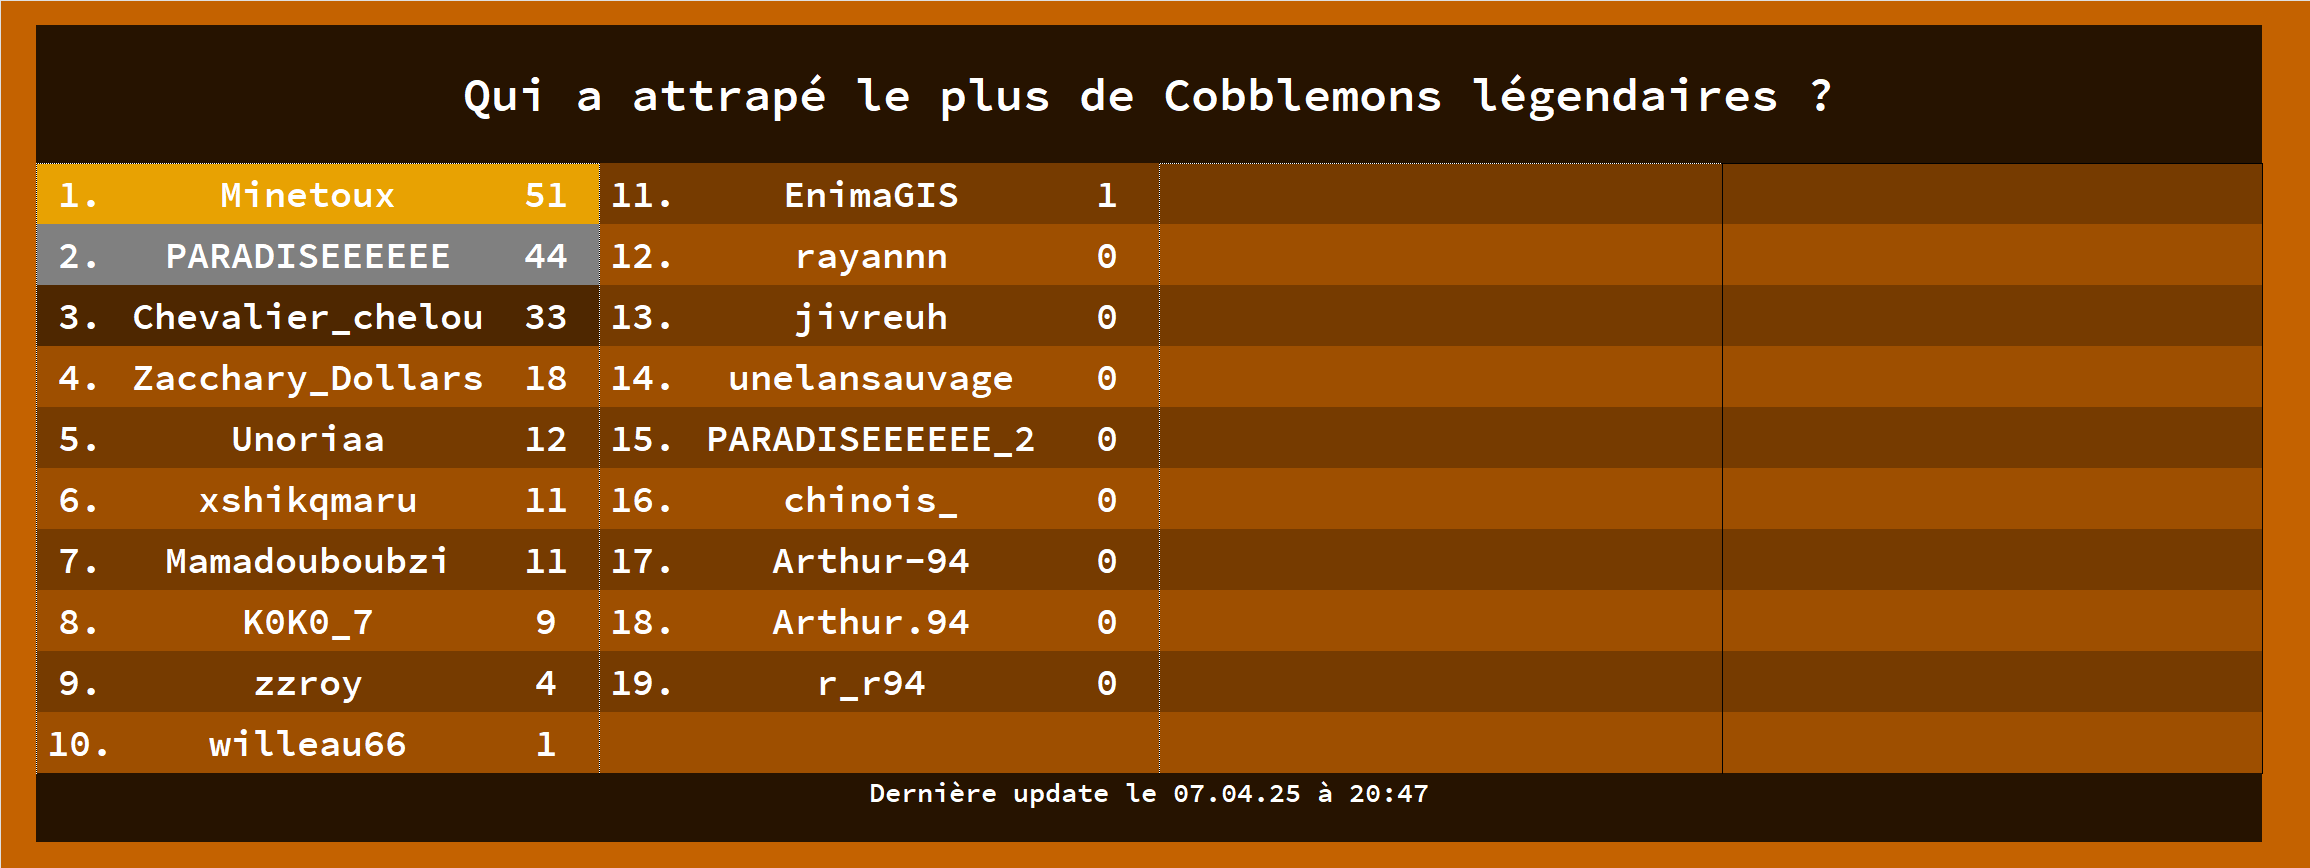 Qui a attrapé le plus de Cobblemons légendaires ?
1. Minetoux 51
2. PARADISEEEEEE 44
3. Chevalier_chelou 33
4. Zacchary_Dollars 18
5. Unoriaa 12
6. xshikqmaru 11
7. Mamadouboubzi 11
8. K0K0_7 9
9. zzroy 4
10. willeau66 1
11. EnimaGIS 1
12. rayannn 0
13. jivreuh 0
14. unelansauvage 0
15. PARADISEEEEEE_2 0
16. chinois_ 0
17. Arthur-94 0
18. Arthur.94 0
19. r_r94 0
Dernière update le 07.04.25 à 20:47